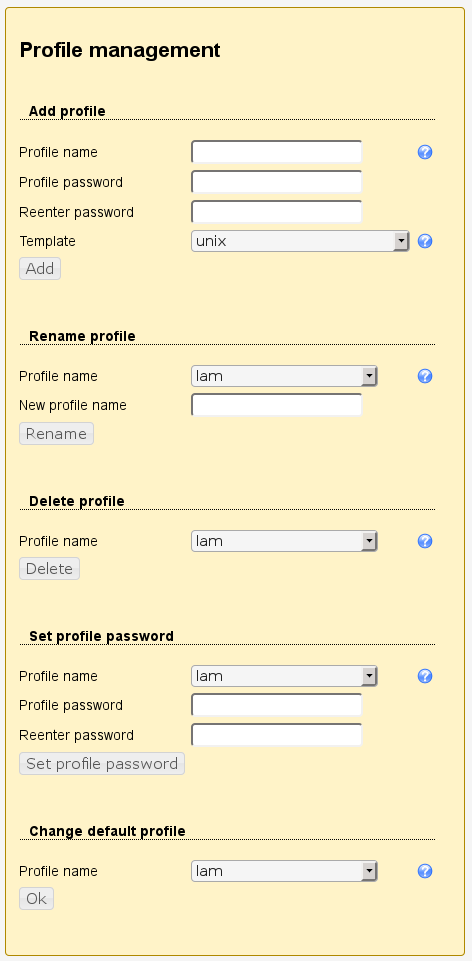 Profile management
Add profile
Profile name
Profile password
Reenter password
Template unix
Add
Rename profile
Profile name lam
New profile name
Rename
Delete profile
Profile name lam
Delete
Set profile password
Profile name lam
Profile password
Reenter password
Set profile password
Change default profile
Profile name lam
Ok